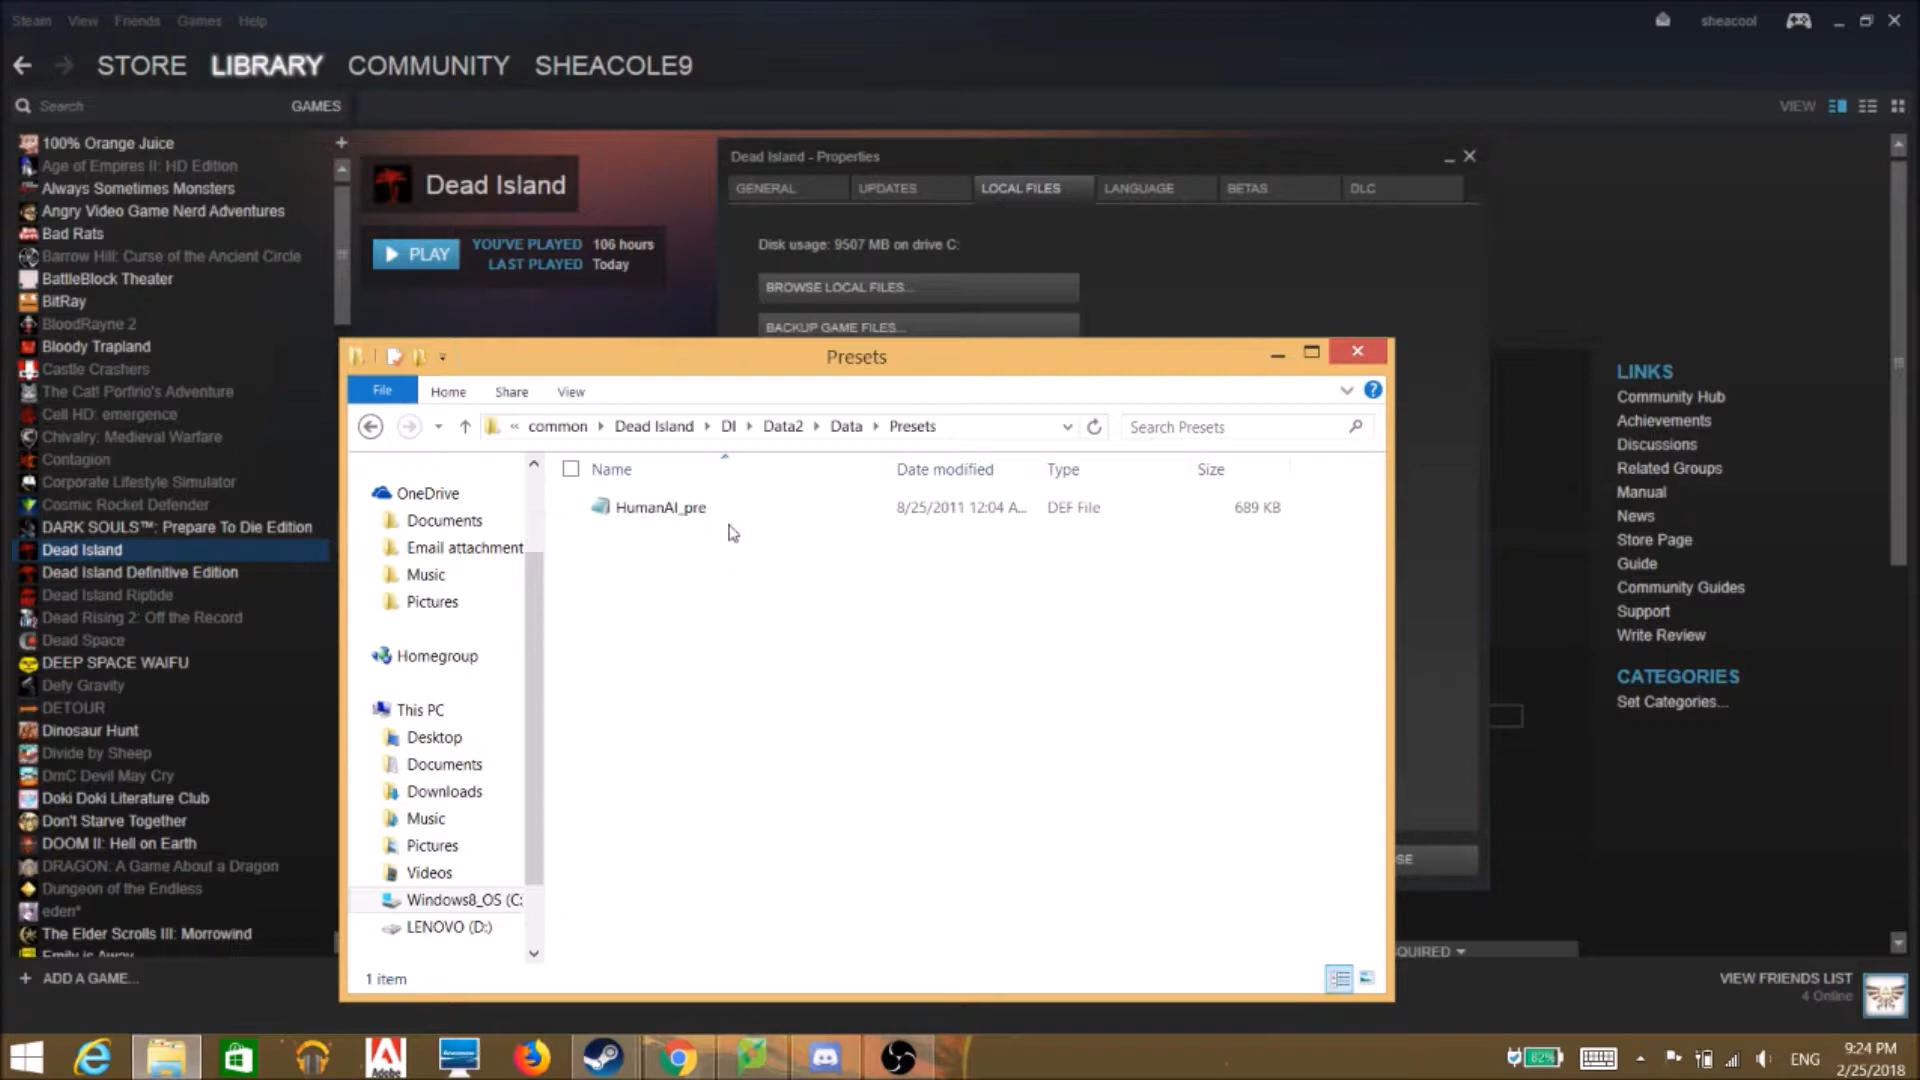 Steam View Friends Games Help
sheacool
STORE LIBRARY COMMUNITY SHEACOLE9
Search GAMES
VIEW
100% Orange Juice
Age of Empires II: HD Edition
Always Sometimes Monsters
Angry Video Game Nerd Adventures
Bad Rats
Barrow Hill: Curse of the Ancient Circle
BattleBlock Theater
BitRay
BloodRayne 2
Bloody Trapland
Castle Crashers
The Cat! Porfirio's Adventure
Cell HD: emergence
Chivalry: Medieval Warfare
Contagion
Corporate Lifestyle Simulator
Cosmic Rocket Defender
DARK SOULS™: Prepare To Die Edition
Dead Island
Dead Island Definitive Edition
Dead Island Riptide
Dead Rising 2: Off the Record
Dead Space
DEEP SPACE WAIFU
Defy Gravity
DETOUR
Dinosaur Hunt
Divide by Sheep
DmC Devil May Cry
Doki Doki Literature Club
Don't Starve Together
DOOM II: Hell on Earth
DRAGON: A Game About a Dragon
Dungeon of the Endless
eden*
The Elder Scrolls III: Morrowind
Emily is Away
+ ADD A GAME...
Dead Island
PLAY
YOU'VE PLAYED 106 hours
LAST PLAYED Today
Dead Island - Properties
GENERAL UPDATES LOCAL FILES LANGUAGE BETAS DLC
Disk usage: 9507 MB on drive C:
BROWSE LOCAL FILES...
BACKUP GAME FILES...
Presets
File Home Share View
« common Dead Island DI Data2 Data Presets
Search Presets
Name Date modified Type Size
HumanAI_pre 8/25/2011 12:04 A... DEF File 689 KB
OneDrive
Documents
Email attachment
Music
Pictures
Homegroup
This PC
Desktop
Documents
Downloads
Music
Pictures
Videos
Windows8_OS (C:
LENOVO (D:)
1 item
SE
QUIRED
LINKS
Community Hub
Achievements
Discussions
Related Groups
Manual
News
Store Page
Guide
Community Guides
Support
Write Review
CATEGORIES
Set Categories...
VIEW FRIENDS LIST
4 Online
Adobe
82%
ENG
9:24 PM
2/25/2018